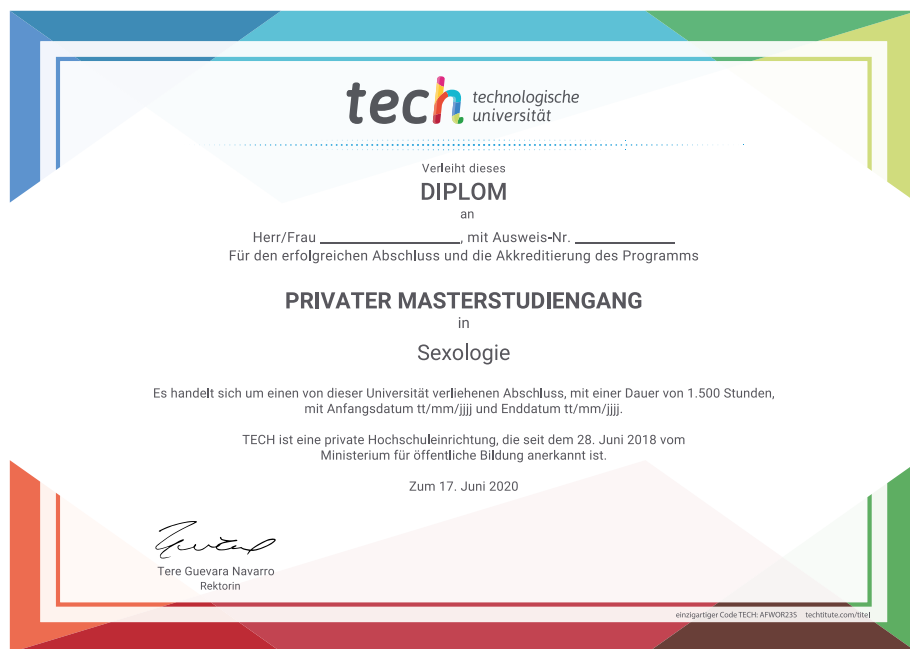 tech technologische
universität
Verleiht dieses
DIPLOM
an
Herr/Frau ____________________, mit Ausweis-Nr. ______________
Für den erfolgreichen Abschluss und die Akkreditierung des Programms
PRIVATER MASTERSTUDIENGANG
in
Sexologie
Es handelt sich um einen von dieser Universität verliehenen Abschluss, mit einer Dauer von 1.500 Stunden,
mit Anfangsdatum tt/mm/jjjj und Enddatum tt/mm/jjjj.
TECH ist eine private Hochschuleinrichtung, die seit dem 28. Juni 2018 vom
Ministerium für öffentliche Bildung anerkannt ist.
Zum 17. Juni 2020
Tere Guevara Navarro
Rektorin
einzigartiger Code TECH: AFWOR235 techtitute.com/titel